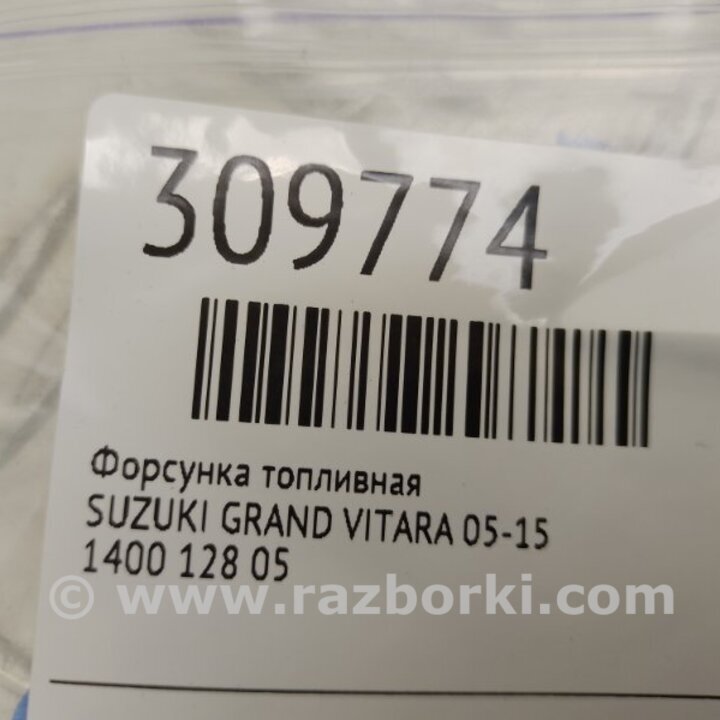 309774
Форсунка топливная
SUZUKI GRAND VITARA 05-15
1400 128 05
© www.razborki.com